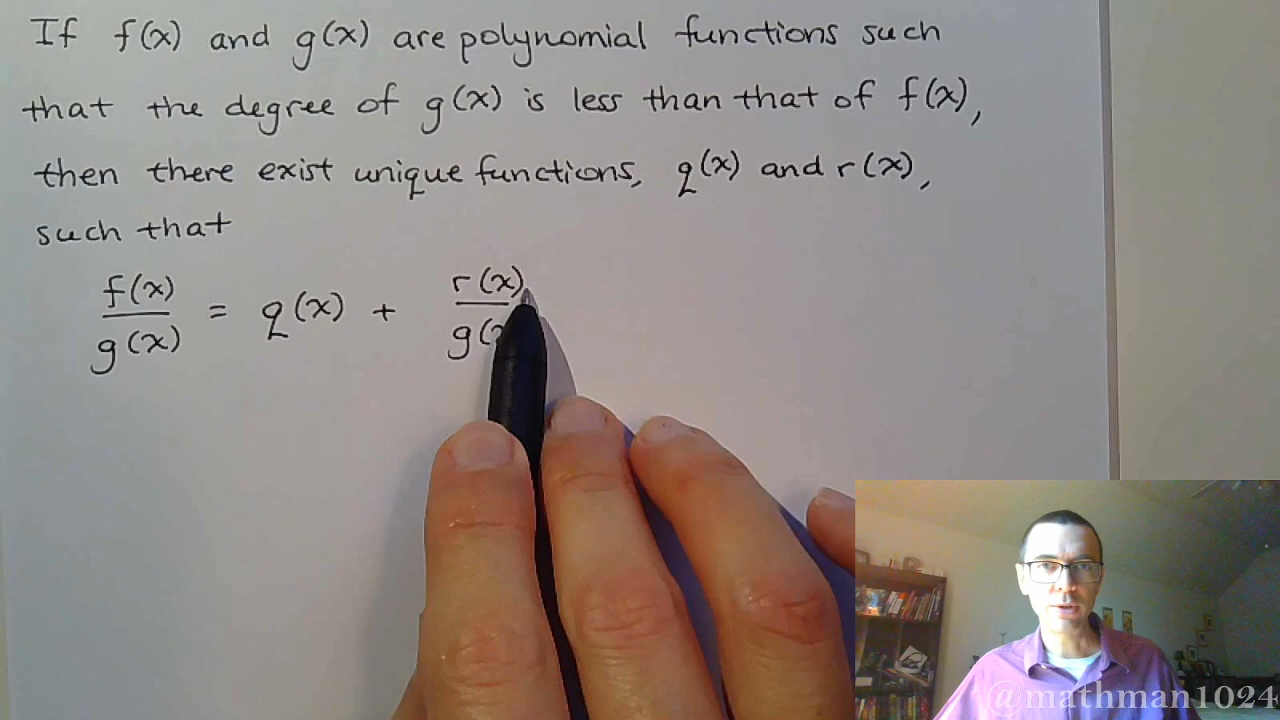 If f(x) and g(x) are polynomial functions such
that the degree of g(x) is less than that of f(x),
then there exist unique functions, q(x) and r(x),
such that
f(x)/g(x) = q(x) + r(x)/g(x
@mathman1024